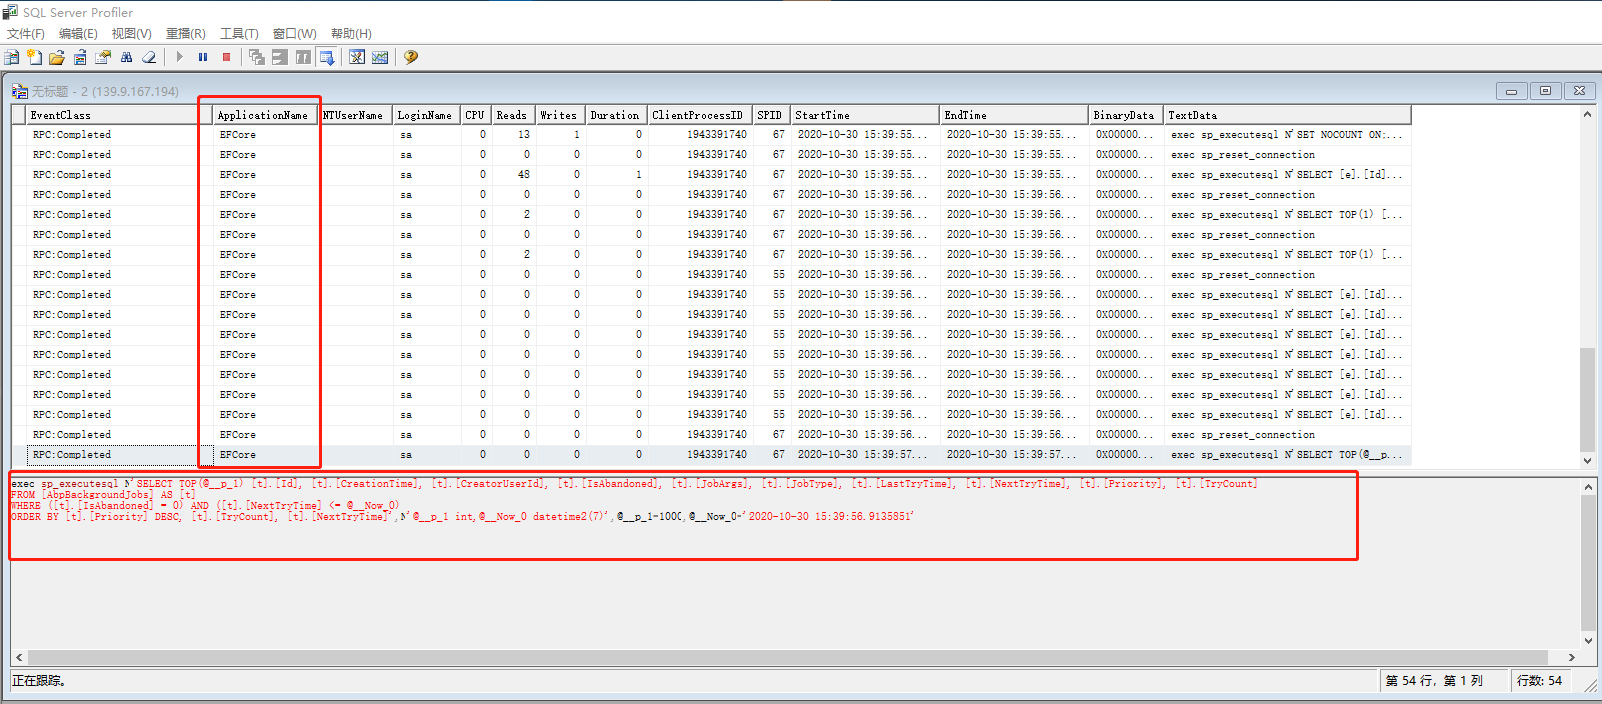 SQL Server Profiler
文件(F) 编辑(E) 视图(V) 重播(R) 工具(T) 窗口(W) 帮助(H)
无标题 - 2 (139.9.167.194)
EventClass ApplicationName NTUserName LoginName CPU Reads Writes Duration ClientProcessID SPID StartTime EndTime BinaryData TextData
RPC:Completed EFCore sa 0 13 1 0 1943391740 67 2020-10-30 15:39:55... 2020-10-30 15:39:55... 0X00000... exec sp_executesql N'SET NOCOUNT ON;...
RPC:Completed EFCore sa 0 0 0 0 1943391740 67 2020-10-30 15:39:55... 2020-10-30 15:39:55... 0X00000... exec sp_reset_connection
RPC:Completed EFCore sa 0 48 0 1 1943391740 67 2020-10-30 15:39:55... 2020-10-30 15:39:55... 0X00000... exec sp_executesql N'SELECT [e].[Id]...
RPC:Completed EFCore sa 0 0 0 0 1943391740 67 2020-10-30 15:39:56... 2020-10-30 15:39:56... 0X00000... exec sp_reset_connection
RPC:Completed EFCore sa 0 2 0 0 1943391740 67 2020-10-30 15:39:56... 2020-10-30 15:39:56... 0X00000... exec sp_executesql N'SELECT TOP(1) [...
RPC:Completed EFCore sa 0 0 0 0 1943391740 67 2020-10-30 15:39:56... 2020-10-30 15:39:56... 0X00000... exec sp_reset_connection
RPC:Completed EFCore sa 0 2 0 0 1943391740 67 2020-10-30 15:39:56... 2020-10-30 15:39:56... 0X00000... exec sp_executesql N'SELECT TOP(1) [...
RPC:Completed EFCore sa 0 0 0 0 1943391740 55 2020-10-30 15:39:56... 2020-10-30 15:39:56... 0X00000... exec sp_reset_connection
RPC:Completed EFCore sa 0 0 0 0 1943391740 55 2020-10-30 15:39:56... 2020-10-30 15:39:56... 0X00000... exec sp_executesql N'SELECT [e].[Id]...
RPC:Completed EFCore sa 0 0 0 0 1943391740 55 2020-10-30 15:39:56... 2020-10-30 15:39:56... 0X00000... exec sp_executesql N'SELECT [e].[Id]...
RPC:Completed EFCore sa 0 0 0 0 1943391740 55 2020-10-30 15:39:56... 2020-10-30 15:39:56... 0X00000... exec sp_executesql N'SELECT [e].[Id]...
RPC:Completed EFCore sa 0 0 0 0 1943391740 55 2020-10-30 15:39:56... 2020-10-30 15:39:56... 0X00000... exec sp_executesql N'SELECT [e].[Id]...
RPC:Completed EFCore sa 0 0 0 0 1943391740 55 2020-10-30 15:39:56... 2020-10-30 15:39:56... 0X00000... exec sp_executesql N'SELECT [e].[Id]...
RPC:Completed EFCore sa 0 0 0 0 1943391740 55 2020-10-30 15:39:56... 2020-10-30 15:39:56... 0X00000... exec sp_executesql N'SELECT [e].[Id]...
RPC:Completed EFCore sa 0 0 0 0 1943391740 55 2020-10-30 15:39:56... 2020-10-30 15:39:56... 0X00000... exec sp_executesql N'SELECT [e].[Id]...
RPC:Completed EFCore sa 0 0 0 0 1943391740 67 2020-10-30 15:39:56... 2020-10-30 15:39:56... 0X00000... exec sp_reset_connection
RPC:Completed EFCore sa 0 0 0 0 1943391740 67 2020-10-30 15:39:57... 2020-10-30 15:39:57... 0X00000... exec sp_executesql N'SELECT TOP(@__p...
exec sp_executesql N'SELECT TOP(@__p_1) [t].[Id], [t].[CreationTime], [t].[CreatorUserId], [t].[IsAbandoned], [t].[JobArgs], [t].[JobType], [t].[LastTryTime], [t].[NextTryTime], [t].[Priority], [t].[TryCount]
FROM [AbpBackgroundJobs] AS [t]
WHERE ([t].[IsAbandoned] = 0) AND ([t].[NextTryTime] <= @__Now_0)
ORDER BY [t].[Priority] DESC, [t].[TryCount], [t].[NextTryTime]',N'@__p_1 int,@__Now_0 datetime2(7)',@__p_1=1000,@__Now_0='2020-10-30 15:39:56.9135851'
正在跟踪。 第 54 行，第 1 列 行数: 54